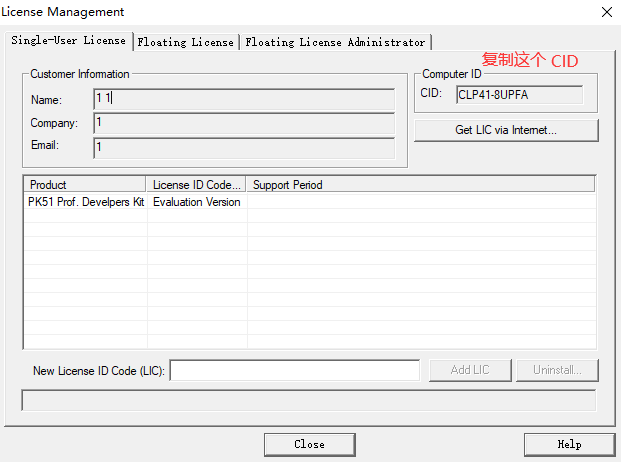 License Management
Single-User License
Floating License
Floating License Administrator
复制这个 CID
Customer Information
Computer ID
Name:
1 1
CID:
CLP41-8UPFA
Company:
1
Get LIC via Internet...
Email:
1
Product
License ID Code...
Support Period
PK51 Prof. Develpers Kit
Evaluation Version
New License ID Code (LIC):
Add LIC
Uninstall...
Close
Help